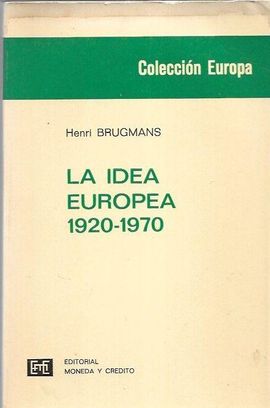 Colección Europa
Henri BRUGMANS
LA IDEA
EUROPEA
1920-1970
EDITORIAL
MONEDA Y CREDITO